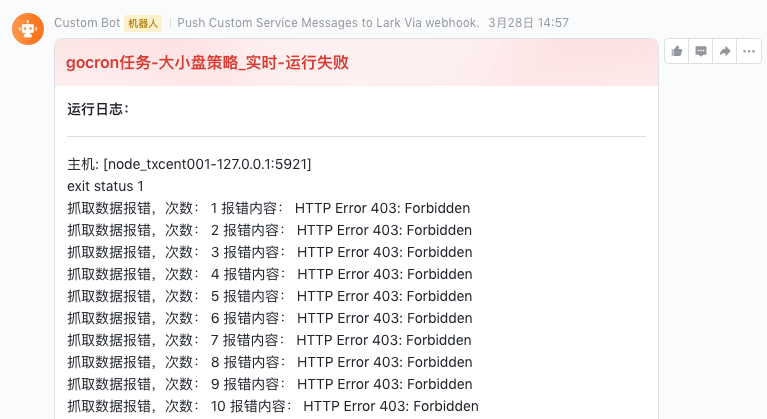 Custom Bot 机器人 | Push Custom Service Messages to Lark Via webhook. 3月28日 14:57
gocron任务-大小盘策略_实时-运行失败
运行日志：
主机: [node_txcent001-127.0.0.1:5921]
exit status 1
抓取数据报错，次数： 1 报错内容： HTTP Error 403: Forbidden
抓取数据报错，次数： 2 报错内容： HTTP Error 403: Forbidden
抓取数据报错，次数： 3 报错内容： HTTP Error 403: Forbidden
抓取数据报错，次数： 4 报错内容： HTTP Error 403: Forbidden
抓取数据报错，次数： 5 报错内容： HTTP Error 403: Forbidden
抓取数据报错，次数： 6 报错内容： HTTP Error 403: Forbidden
抓取数据报错，次数： 7 报错内容： HTTP Error 403: Forbidden
抓取数据报错，次数： 8 报错内容： HTTP Error 403: Forbidden
抓取数据报错，次数： 9 报错内容： HTTP Error 403: Forbidden
抓取数据报错，次数： 10 报错内容： HTTP Error 403: Forbidden